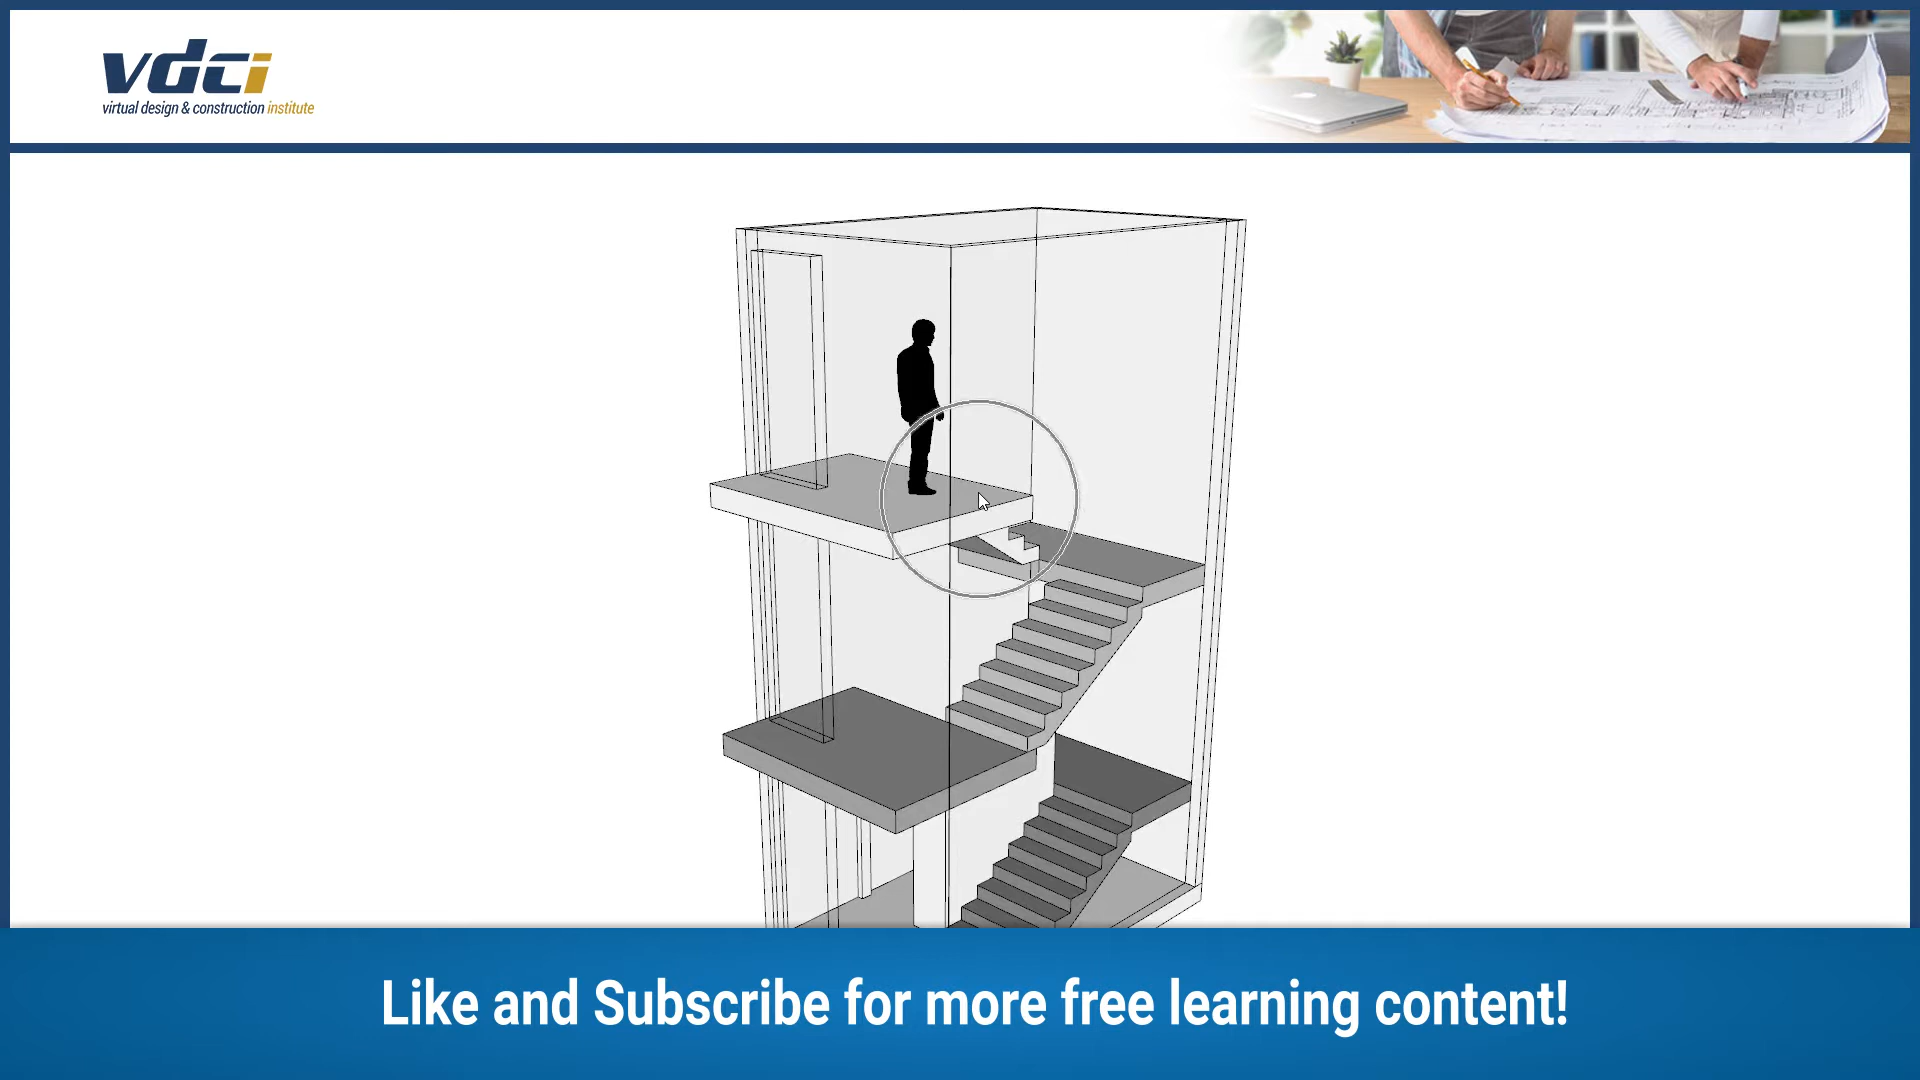 vdci
virtual design & construction institute
Like and Subscribe for more free learning content!